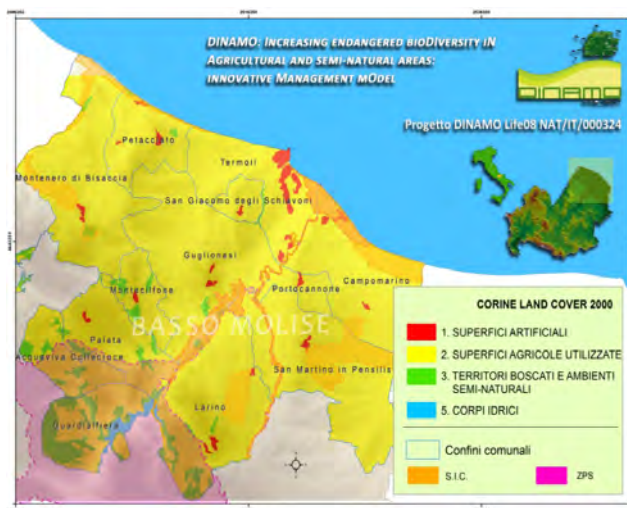 DINAMO: INCREASING ENDANGERED BIODIVERSITY IN
AGRICULTURAL AND SEMI-NATURAL AREAS:
INNOVATIVE MANAGEMENT MODEL
DINAMO
Progetto DINAMO Life08 NAT/IT/000324
Petacciato
Termoli
Montenero di Bisaccia
San Giacomo degli Schiavoni
Guglionesi
Campomarino
Portocannone
Montecilfone
BASSO MOLISE
Palata
Acquaviva Collecroce
San Martino in Pensilis
Larino
Guardialfiera
CORINE LAND COVER 2000
1. SUPERFICI ARTIFICIALI
2. SUPERFICI AGRICOLE UTILIZZATE
3. TERRITORI BOSCATI E AMBIENTI
SEMI-NATURALI
5. CORPI IDRICI
Confini comunali
S.I.C.
ZPS